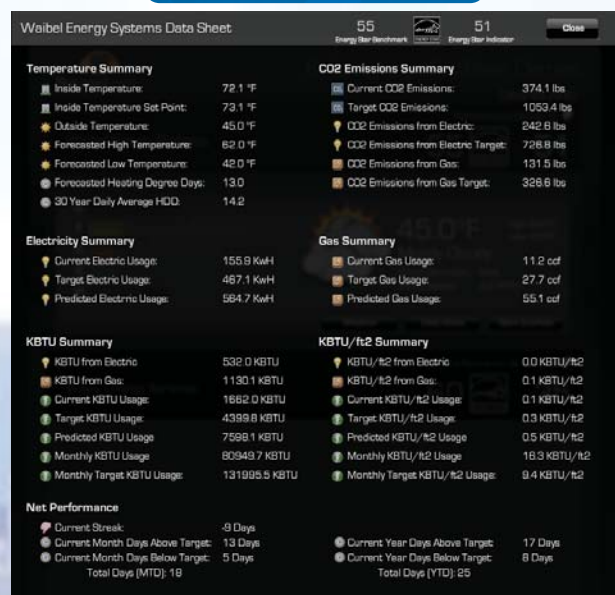 Waibel Energy Systems Data Sheet
55
Energy Star Benchmark
51
Energy Star Indicator
Close
Temperature Summary
Inside Temperature: 72.1 °F
Inside Temperature Set Point: 73.1 °F
Outside Temperature: 45.0 °F
Forecasted High Temperature: 62.0 °F
Forecasted Low Temperature: 42.0 °F
Forecasted Heating Degree Days: 13.0
30 Year Daily Average HDD: 14.2
CO2 Emissions Summary
Current CO2 Emissions: 374.1 lbs
Target CO2 Emissions: 1053.4 lbs
CO2 Emissions from Electric: 242.6 lbs
CO2 Emissions from Electric Target: 726.8 lbs
CO2 Emissions from Gas: 131.5 lbs
CO2 Emissions from Gas Target: 326.6 lbs
45.0°F
Electricity Summary
Current Electric Usage: 155.9 KwH
Target Electric Usage: 467.1 KwH
Predicted Electrric Usage: 564.7 KwH
Gas Summary
Current Gas Usage: 11.2 ccf
Target Gas Usage: 27.7 ccf
Predicted Gas Usage: 55.1 ccf
KBTU Summary
KBTU from Electric 532.0 KBTU
KBTU from Gas: 1130.1 KBTU
Current KBTU Usage: 1662.0 KBTU
Target KBTU Usage: 4399.8 KBTU
Predicted KBTU Usage 7598.1 KBTU
Monthly KBTU Usage 80949.7 KBTU
Monthly Target KBTU Usage: 131995.5 KBTU
KBTU/ft2 Summary
KBTU/ft2 from Electric 0.0 KBTU/ft2
KBTU/ft2 from Gas: 0.1 KBTU/ft2
Current KBTU/ft2 Usage: 0.1 KBTU/ft2
Target KBTU/ft2 Usage: 0.3 KBTU/ft2
Predicted KBTU/ft2 Usage 0.5 KBTU/ft2
Monthly KBTU/ft2 Usage 16.3 KBTU/ft2
Monthly Target KBTU/ft2 Usage: 9.4 KBTU/ft2
Net Performance
Current Streak: -9 Days
Current Month Days Above Target: 13 Days
Current Month Days Below Target: 5 Days
Total Days (MTD): 18
Current Year Days Above Target: 17 Days
Current Year Days Below Target: 8 Days
Total Days (YTD): 25